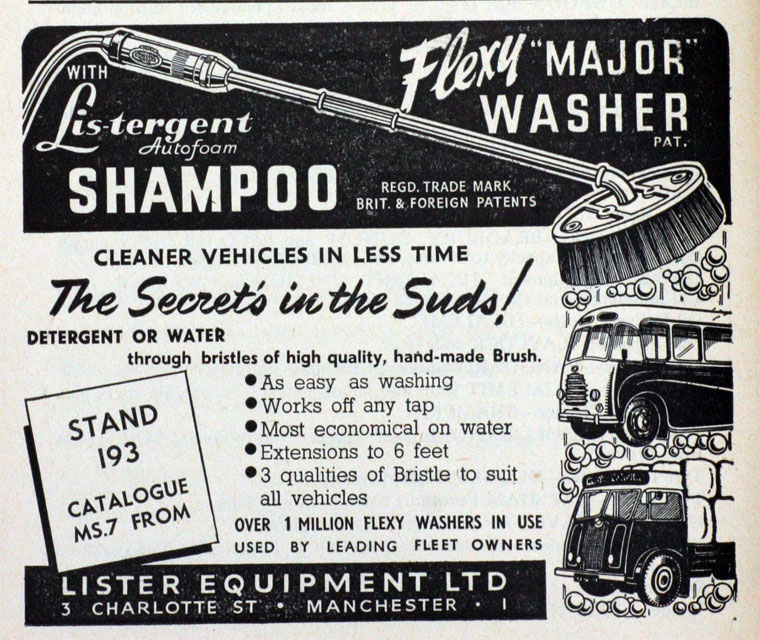 Flexy "MAJOR"
WASHER
PAT.
WITH
Lis-tergent
Autofoam
SHAMPOO
REGD. TRADE MARK
BRIT. & FOREIGN PATENTS
CLEANER VEHICLES IN LESS TIME
The Secret's in the Suds!
DETERGENT OR WATER
through bristles of high quality, hand-made Brush.
• As easy as washing
• Works off any tap
• Most economical on water
• Extensions to 6 feet
• 3 qualities of Bristle to suit
all vehicles
STAND
193
CATALOGUE
MS.7 FROM
OVER 1 MILLION FLEXY WASHERS IN USE
USED BY LEADING FLEET OWNERS
LISTER EQUIPMENT LTD
3 CHARLOTTE ST • MANCHESTER • 1